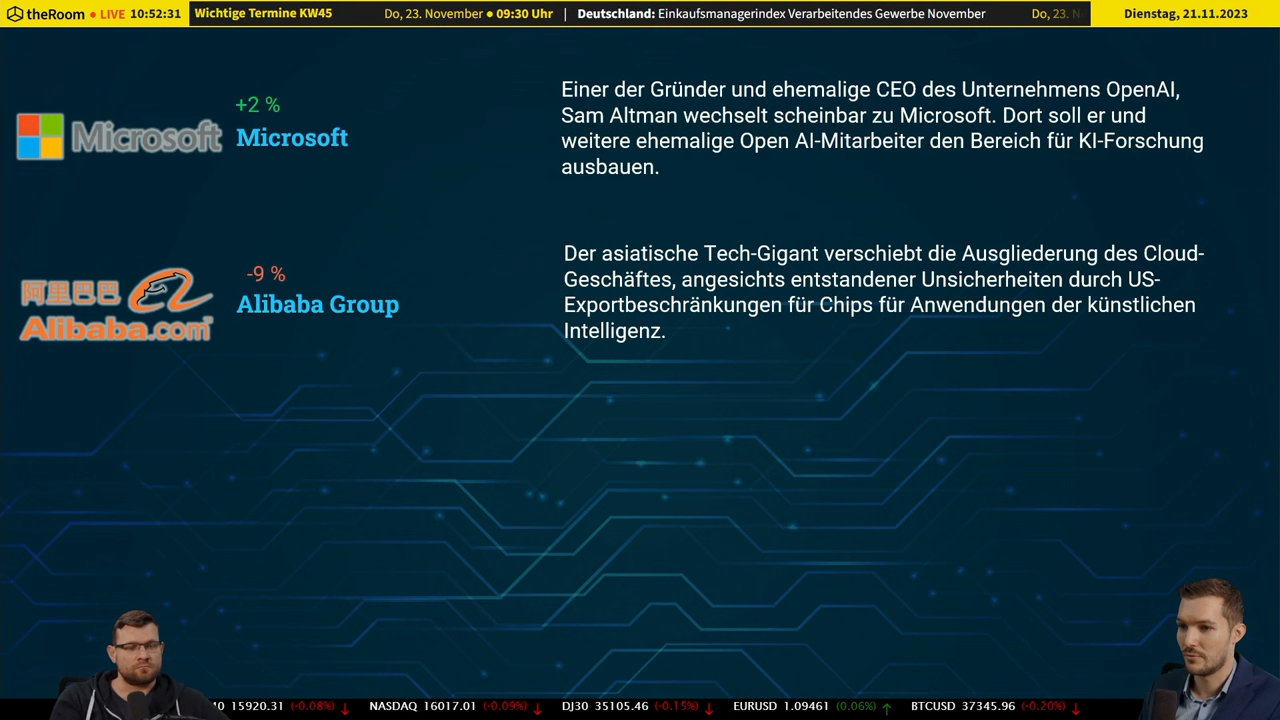 theRoom • LIVE 10:52:31 Wichtige Termine KW45 Do, 23. November • 09:30 Uhr | Deutschland: Einkaufsmanagerindex Verarbeitendes Gewerbe November Do, 23. N Dienstag, 21.11.2023
Microsoft
+2 %
Microsoft
Einer der Gründer und ehemalige CEO des Unternehmens OpenAI,
Sam Altman wechselt scheinbar zu Microsoft. Dort soll er und
weitere ehemalige Open AI-Mitarbeiter den Bereich für KI-Forschung
ausbauen.
阿里巴巴
Alibaba.com
-9 %
Alibaba Group
Der asiatische Tech-Gigant verschiebt die Ausgliederung des Cloud-
Geschäftes, angesichts entstandener Unsicherheiten durch US-
Exportbeschränkungen für Chips für Anwendungen der künstlichen
Intelligenz.
40 15920.31 (-0.08%) ↓ NASDAQ 16017.01 (-0.09%) ↓ DJ30 35105.46 (-0.15%) ↓ EURUSD 1.09461 (0.06%) ↑ BTCUSD 37345.96 (-0.20%) ↓